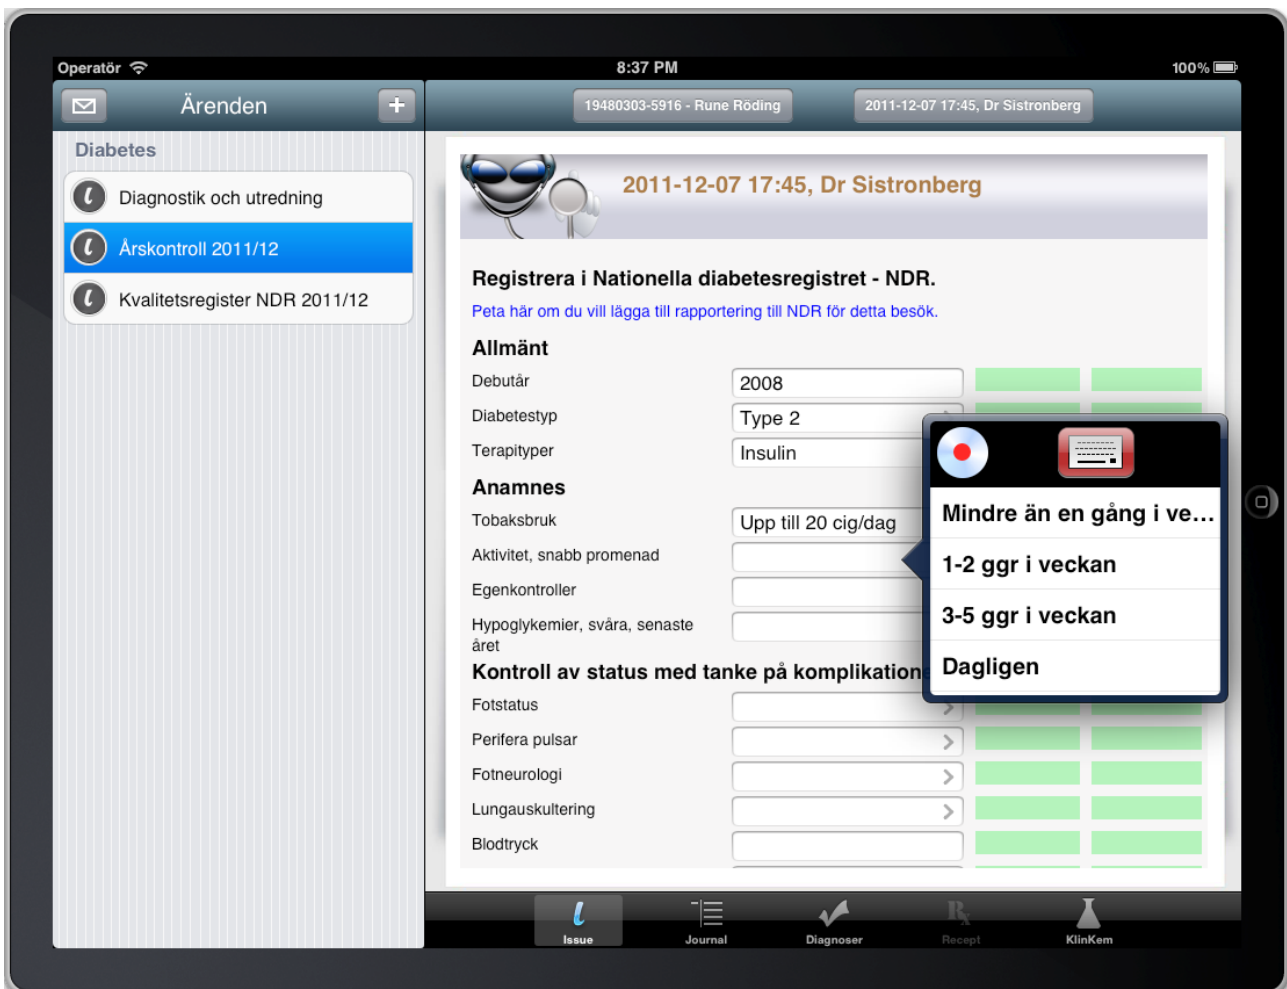 Operatör 8:37 PM 100%
Ärenden +
19480303-5916 - Rune Röding 2011-12-07 17:45, Dr Sistronberg
Diabetes
Diagnostik och utredning
Årskontroll 2011/12
Kvalitetsregister NDR 2011/12
2011-12-07 17:45, Dr Sistronberg
Registrera i Nationella diabetesregistret - NDR.
Peta här om du vill lägga till rapportering till NDR för detta besök.
Allmänt
Debutår 2008
Diabetestyp Type 2
Terapityper Insulin
Anamnes
Tobaksbruk Upp till 20 cig/dag
Aktivitet, snabb promenad
Egenkontroller
Hypoglykemier, svåra, senaste
året
Kontroll av status med tanke på komplikatione
Fotstatus
Perifera pulsar
Fotneurologi
Lungauskultering
Blodtryck
Mindre än en gång i ve...
1-2 ggr i veckan
3-5 ggr i veckan
Dagligen
Issue Journal Diagnoser Recept KlinKem